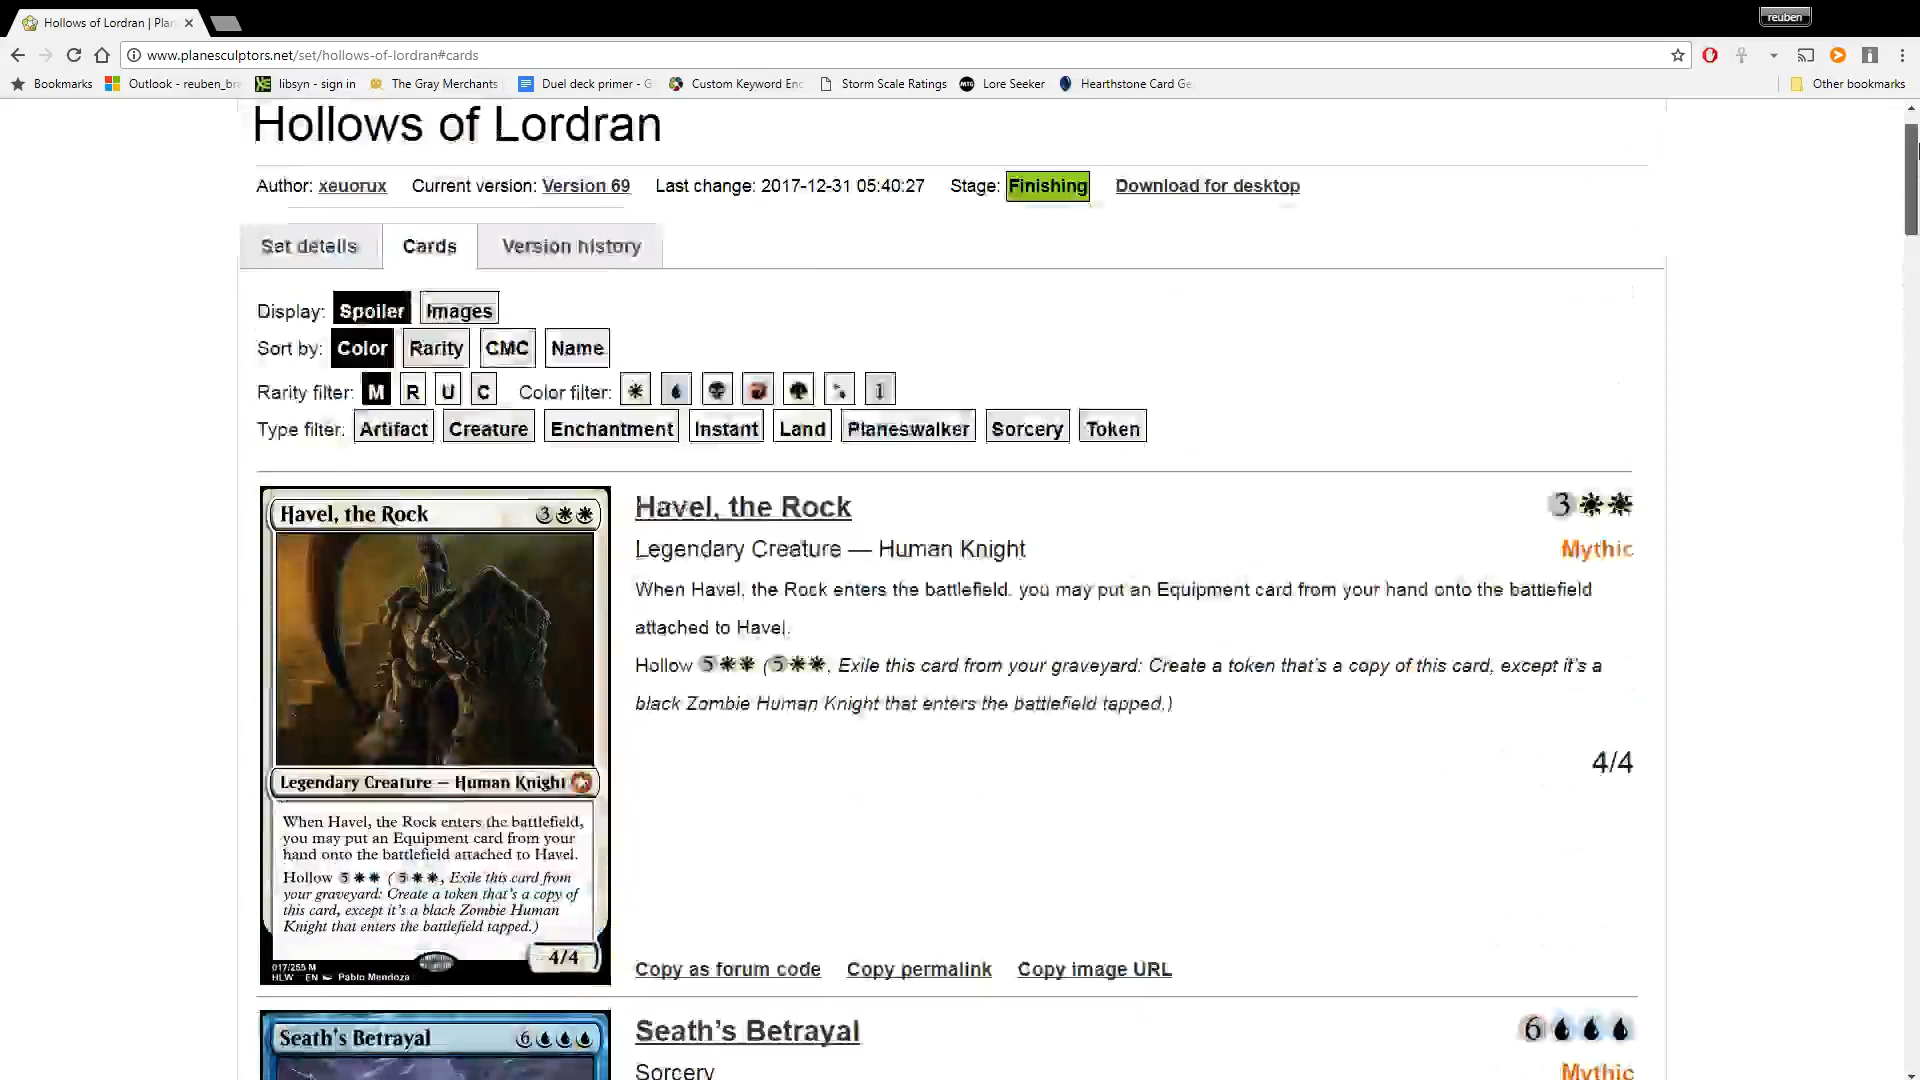 Hollows of Lordran | Plan
reuben
www.planesculptors.net/set/hollows-of-lordran#cards
Bookmarks
Outlook - reuben_bra
libsyn - sign in
The Gray Merchants
Duel deck primer - G
Custom Keyword Enc
Storm Scale Ratings
MTG
Lore Seeker
Hearthstone Card Ge
Other bookmarks
Hollows of Lordran
Author: xeuorux Current version: Version 69 Last change: 2017-12-31 05:40:27 Stage: Finishing Download for desktop
Set details Cards Version history
Display: Spoiler Images
Sort by: Color Rarity CMC Name
Rarity filter: M R U C Color filter: 1
Type filter: Artifact Creature Enchantment Instant Land Planeswalker Sorcery Token
Havel, the Rock 3
Legendary Creature — Human Knight
When Havel, the Rock enters the battlefield,
you may put an Equipment card from your
hand onto the battlefield attached to Havel.
Hollow 5 (5, Exile this card from
your graveyard: Create a token that's a copy of
this card, except it's a black Zombie Human
Knight that enters the battlefield tapped.)
4/4
017/255 M
HLW EN Pablo Mendoza
Havel, the Rock 3
Legendary Creature — Human Knight Mythic
When Havel, the Rock enters the battlefield. you may put an Equipment card from your hand onto the battlefield
attached to Havel.
Hollow 5 (5, Exile this card from your graveyard: Create a token that's a copy of this card, except it's a
black Zombie Human Knight that enters the battlefield tapped.)
4/4
Copy as forum code Copy permalink Copy image URL
Seath's Betrayal 6
Seath's Betrayal 6
Sorcery Mythic